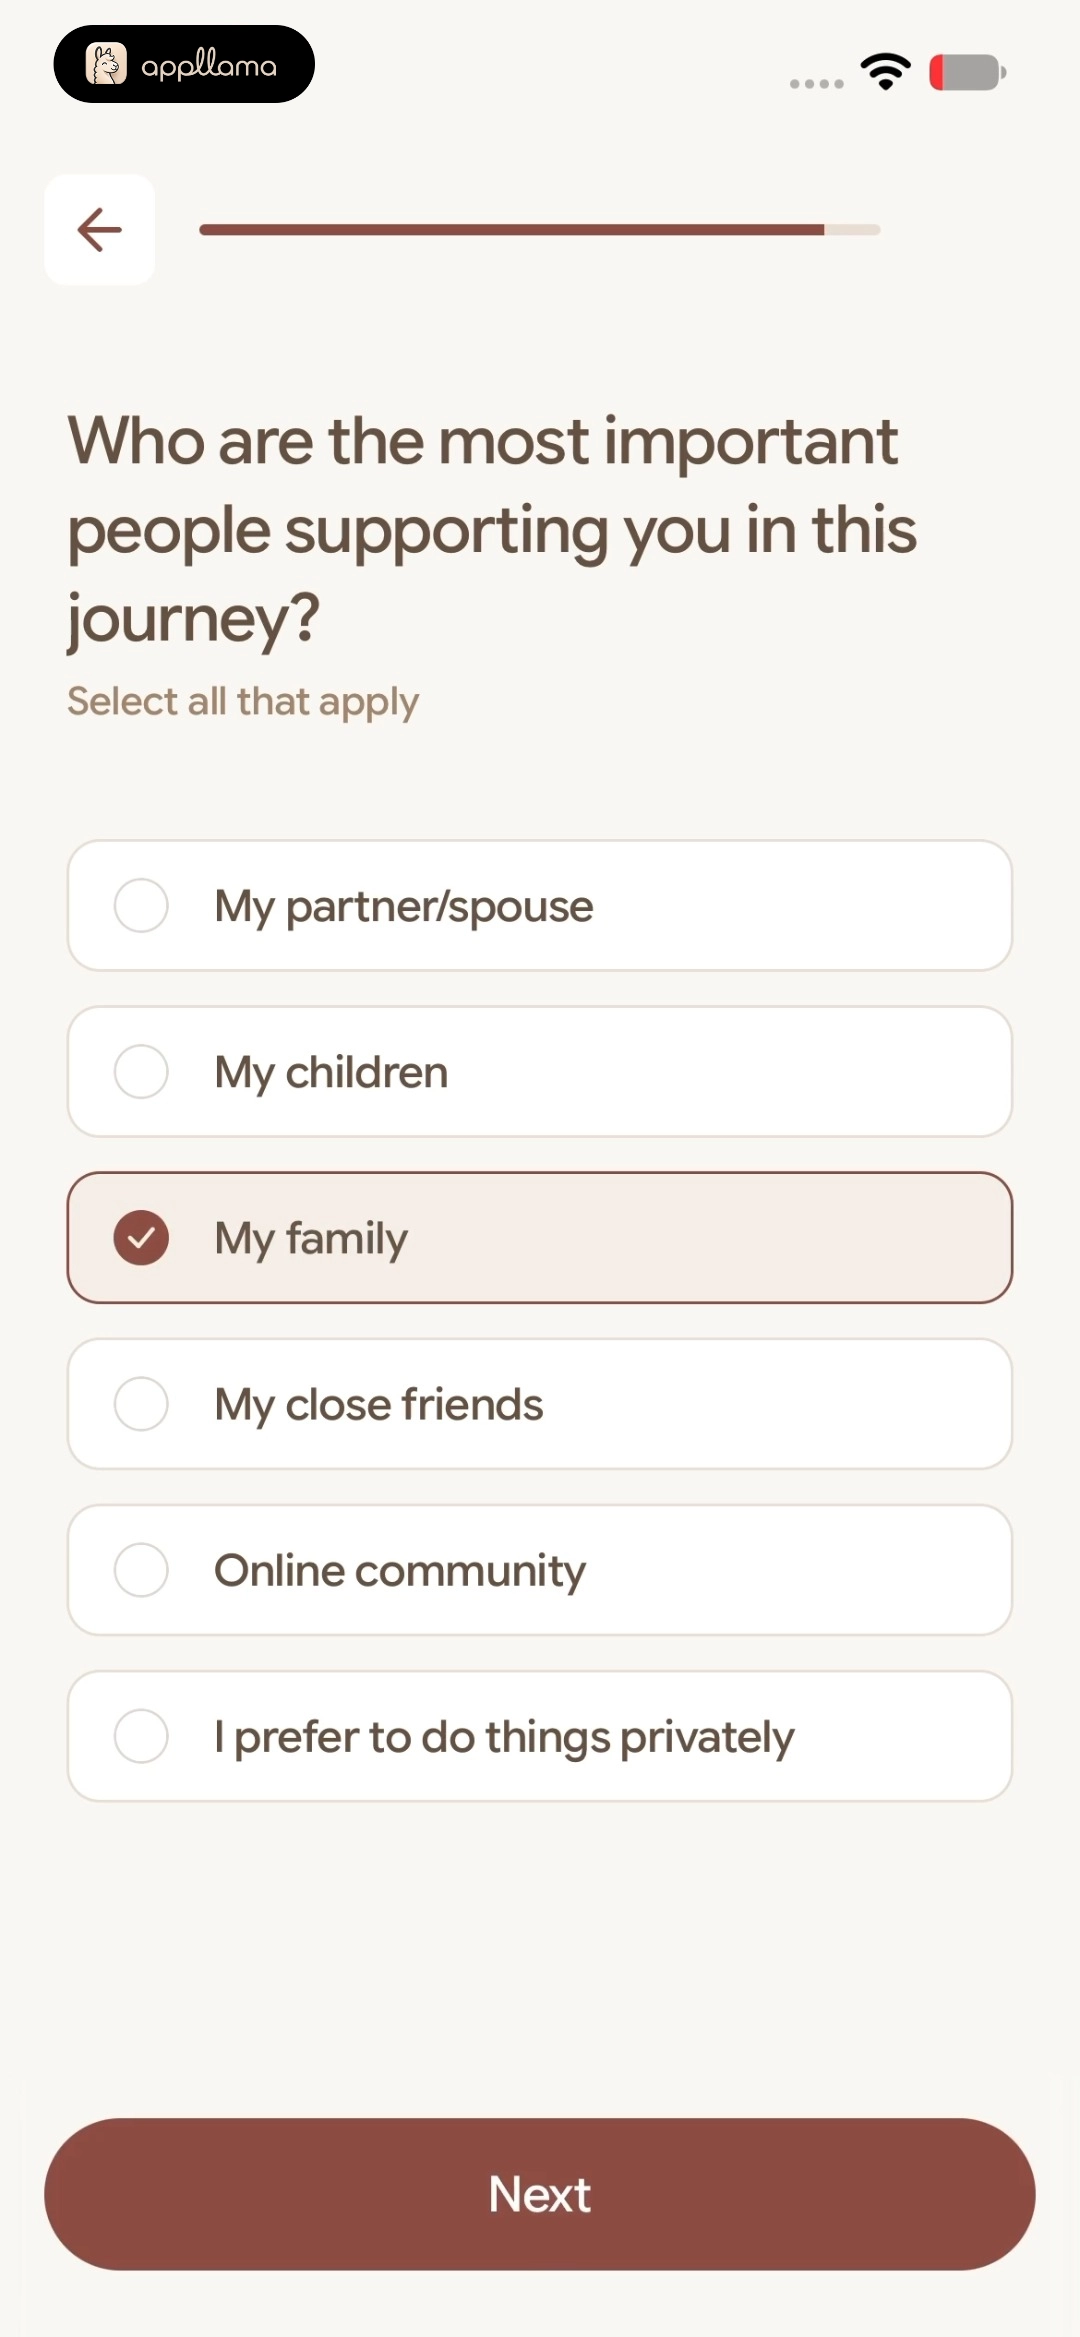 appllama
Who are the most important
people supporting you in this
journey?
Select all that apply
My partner/spouse
My children
My family
My close friends
Online community
I prefer to do things privately
Next